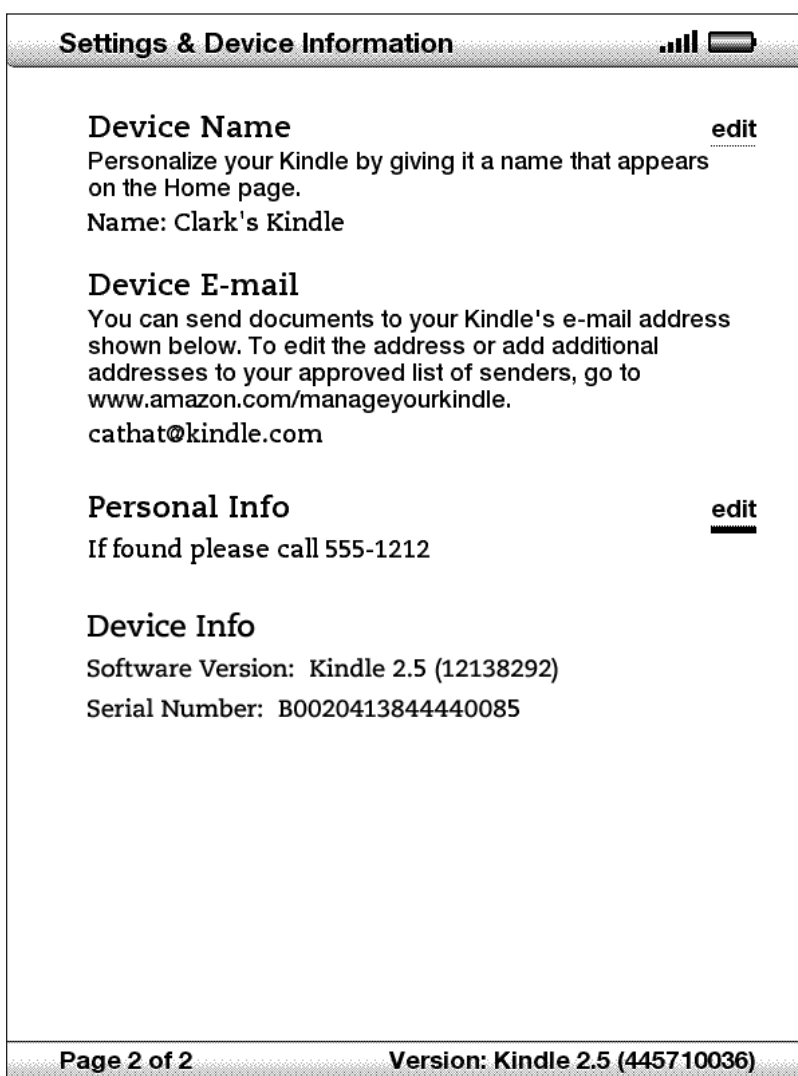 Settings & Device Information
Device Name
edit
Personalize your Kindle by giving it a name that appears
on the Home page.
Name: Clark's Kindle
Device E-mail
You can send documents to your Kindle's e-mail address
shown below. To edit the address or add additional
addresses to your approved list of senders, go to
www.amazon.com/manageyourkindle.
cathat@kindle.com
Personal Info
edit
If found please call 555-1212
Device Info
Software Version: Kindle 2.5 (12138292)
Serial Number: B0020413844440085
Page 2 of 2
Version: Kindle 2.5 (445710036)